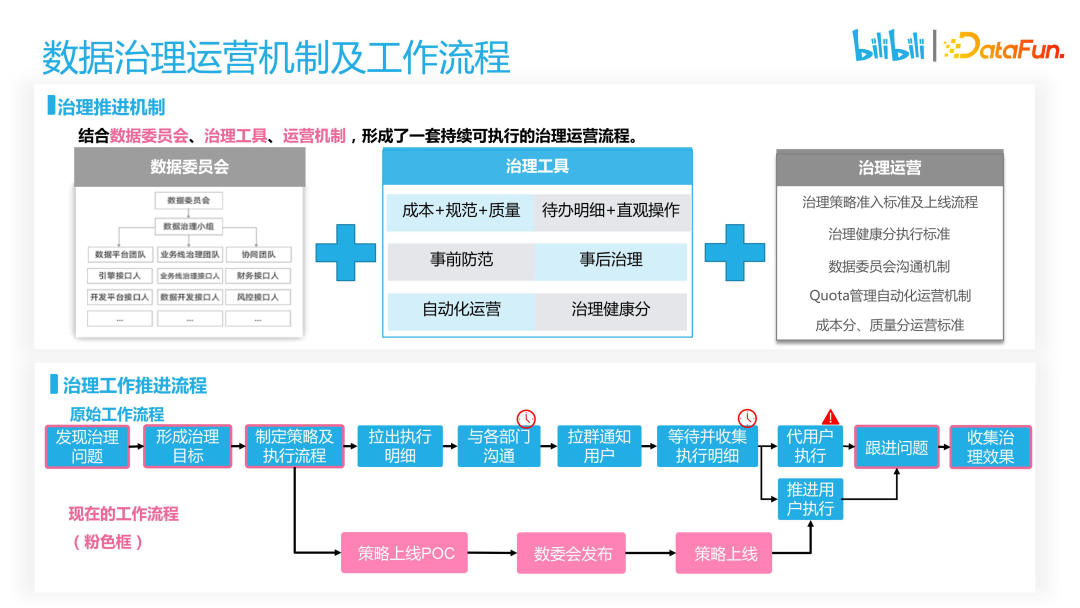 数据治理运营机制及工作流程
bilibili
DataFun.
治理推进机制
结合数据委员会、治理工具、运营机制，形成了一套持续可执行的治理运营流程。
数据委员会
数据委员会
数据治理小组
数据平台团队
业务线治理团队
协同团队
引擎接口人
业务线治理接口人
财务接口人
开发平台接口人
数据开发接口人
风控接口人
...
...
...
治理工具
成本+规范+质量
待办明细+直观操作
事前防范
事后治理
自动化运营
治理健康分
治理运营
治理策略准入标准及上线流程
治理健康分执行标准
数据委员会沟通机制
Quota管理自动化运营机制
成本分、质量分运营标准
治理工作推进流程
原始工作流程
发现治理
问题
形成治理
目标
制定策略及
执行流程
拉出执行
明细
与各部门
沟通
拉群通知
用户
等待并收集
执行明细
代用户
执行
跟进问题
收集治
理效果
推进用
户执行
现在的工作流程
（粉色框）
策略上线POC
数委会发布
策略上线